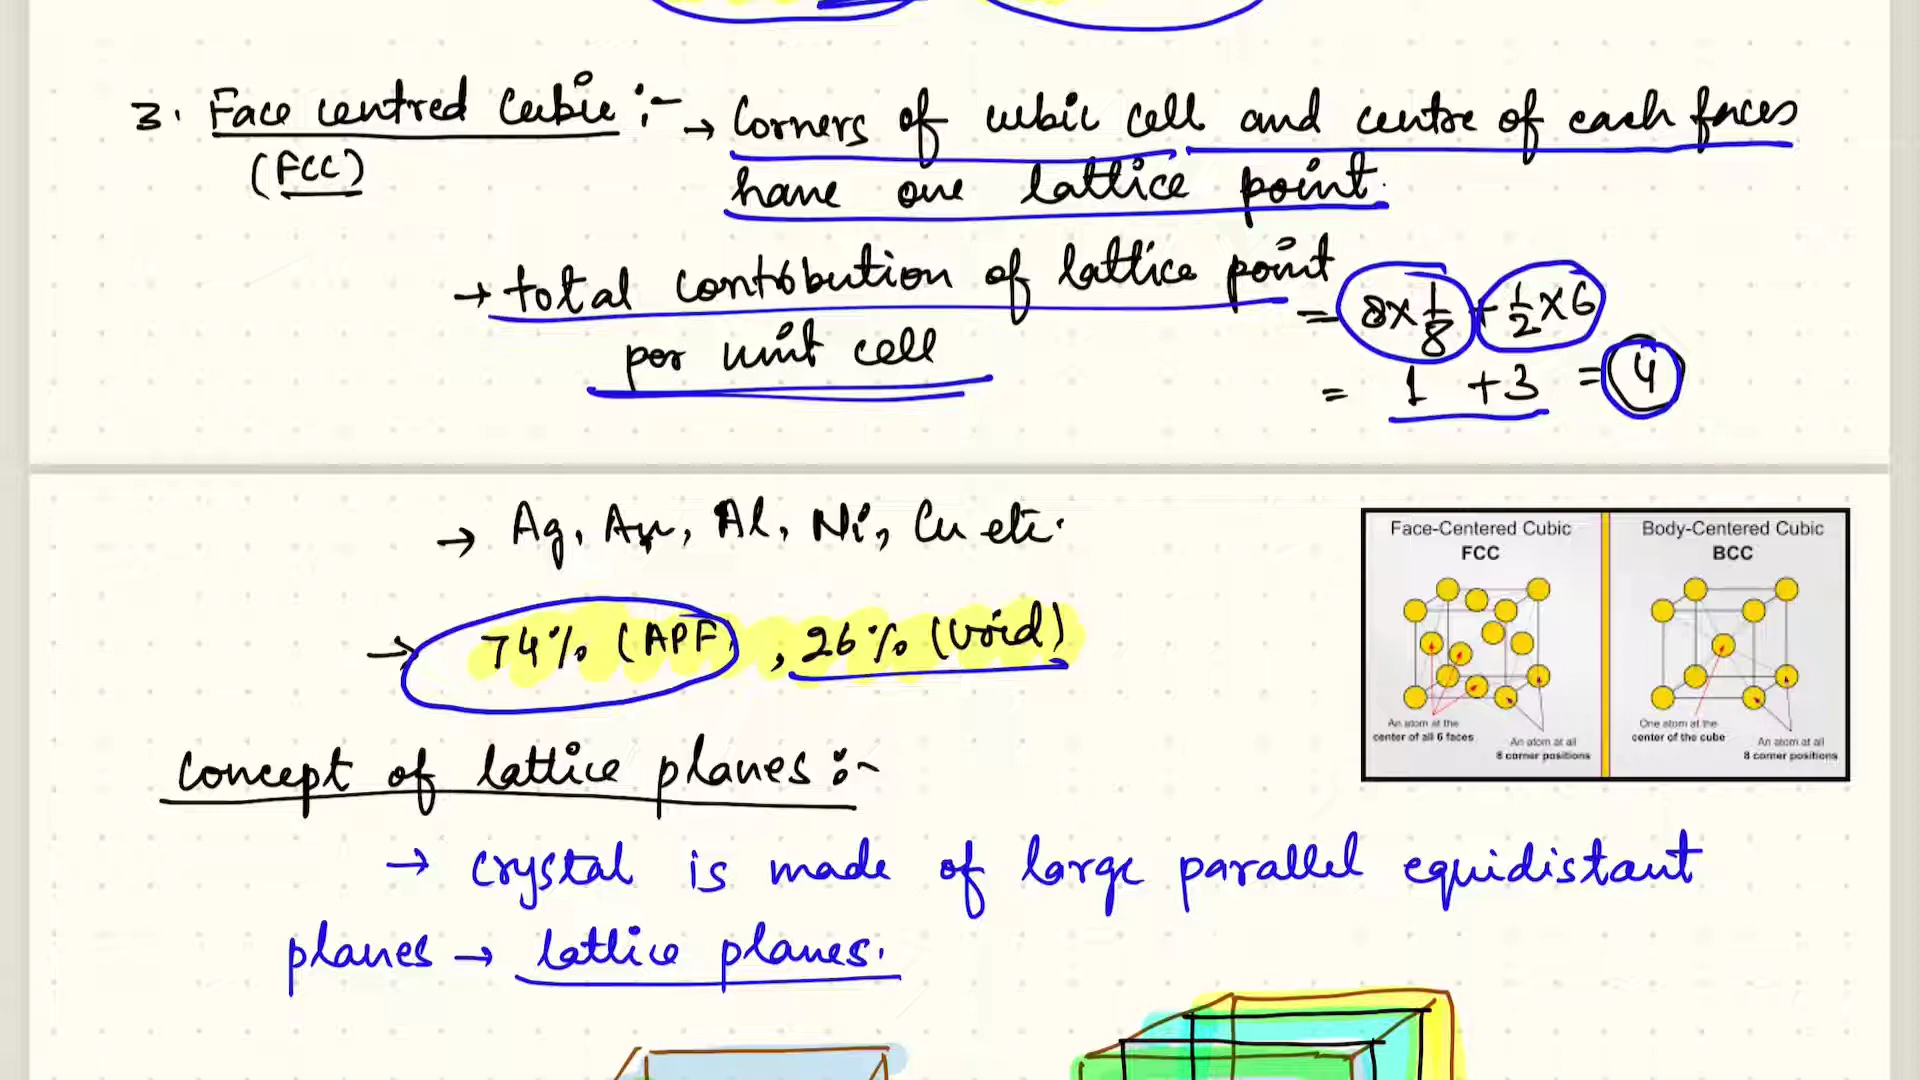 3. Face centred Cubic :- → Corners of cubic cell and centre of each faces
(FCC)
have one lattice point.
→ total contribution of lattice point = 8×1/8 + 1/2×6
per unit cell
= 1 + 3 = 4
→ Ag, Au, Al, Ni, Cu etc.
→ 74% (APF), 26% (void)
Face-Centered Cubic
FCC
An atom at the
center of all 6 faces
An atom at all
8 corner positions
Body-Centered Cubic
BCC
One atom at the
center of the cube
An atom at all
8 corner positions
Concept of lattice planes :-
→ crystal is made of large parallel equidistant
planes → lattice planes.